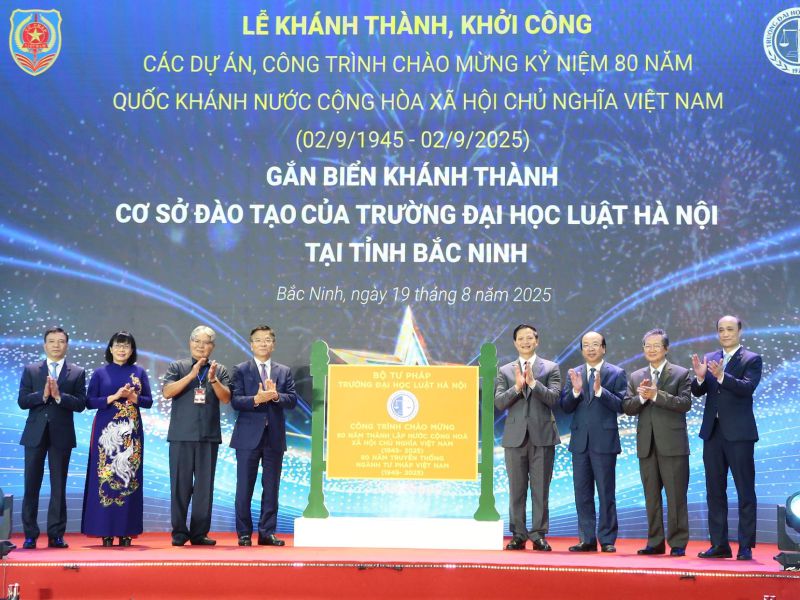 LỄ KHÁNH THÀNH, KHỞI CÔNG
CÁC DỰ ÁN, CÔNG TRÌNH CHÀO MỪNG KỶ NIỆM 80 NĂM
QUỐC KHÁNH NƯỚC CỘNG HÒA XÃ HỘI CHỦ NGHĨA VIỆT NAM
(02/9/1945 - 02/9/2025)
GẮN BIỂN KHÁNH THÀNH
CƠ SỞ ĐÀO TẠO CỦA TRƯỜNG ĐẠI HỌC LUẬT HÀ NỘI
TẠI TỈNH BẮC NINH
Bắc Ninh, ngày 19 tháng 8 năm 2025
BỘ TƯ PHÁP
TRƯỜNG ĐẠI HỌC LUẬT HÀ NỘI
CÔNG TRÌNH CHÀO MỪNG
80 NĂM THÀNH LẬP NƯỚC CỘNG HOÀ
XÃ HỘI CHỦ NGHĨA VIỆT NAM
(1945- 2025)
80 NĂM TRUYỀN THỐNG
NGÀNH TƯ PHÁP VIỆT NAM
(1945- 2025)